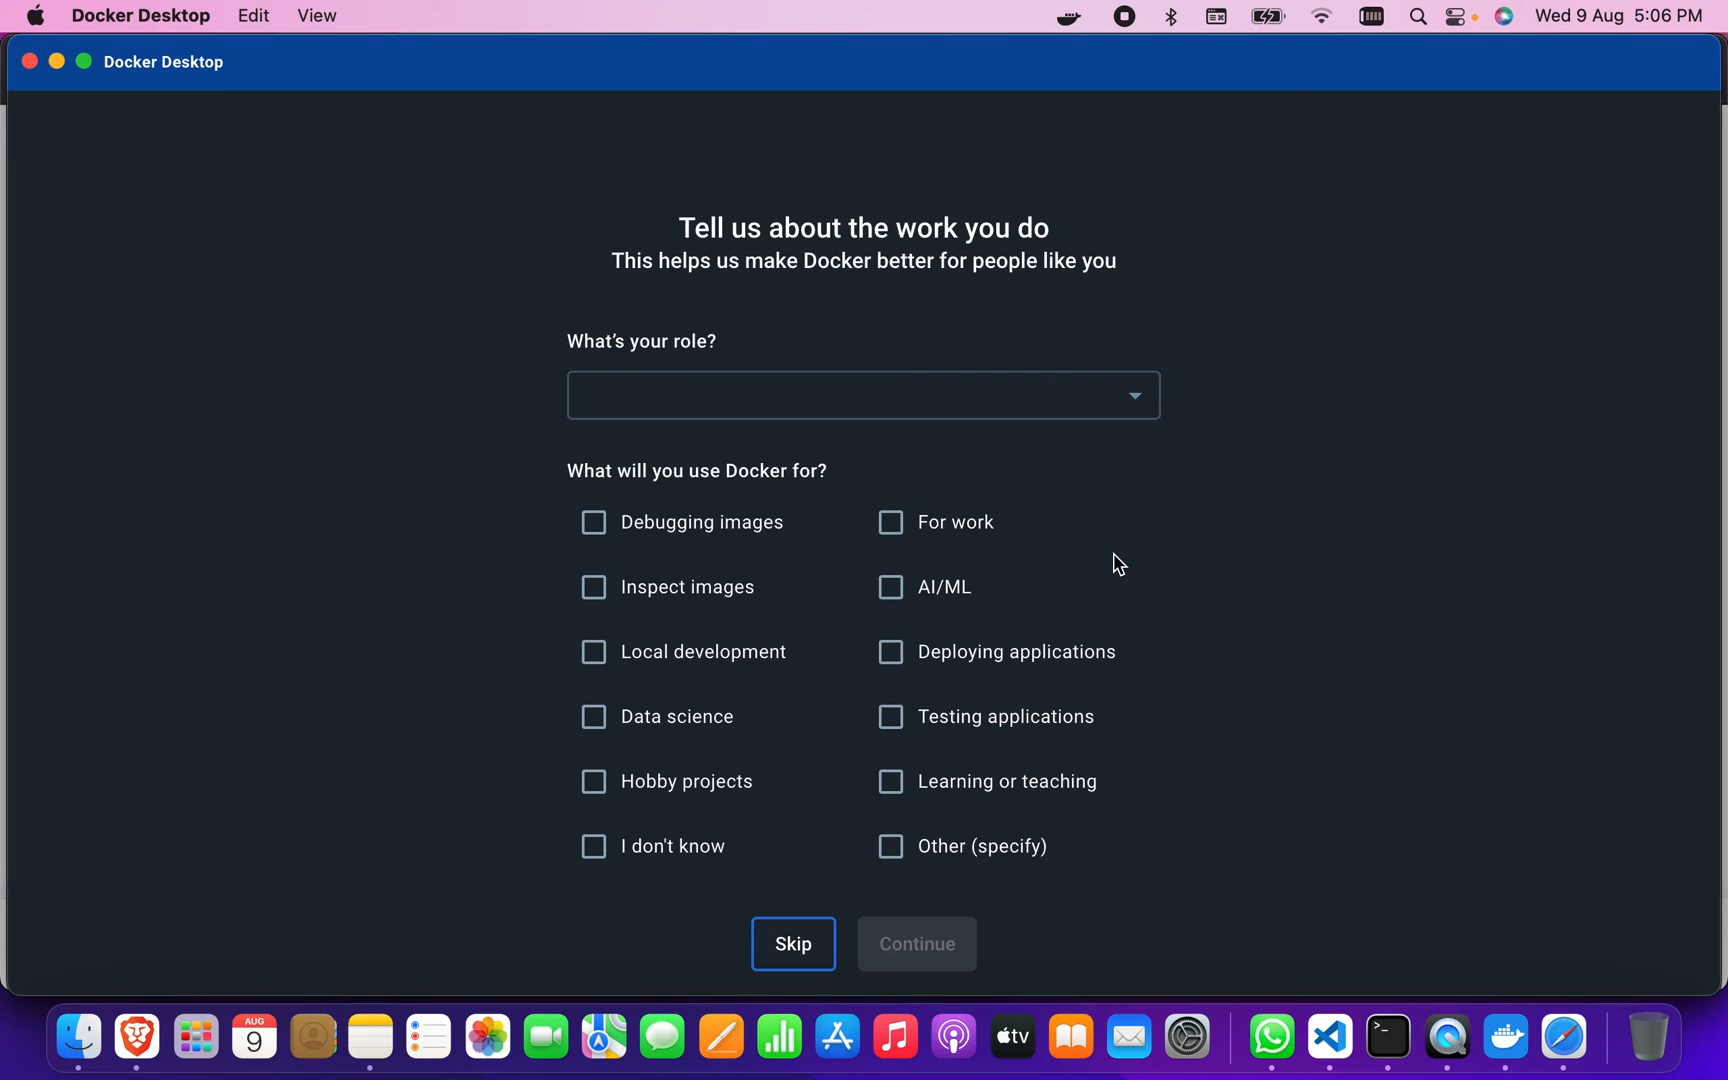 Docker Desktop Edit View Wed 9 Aug 5:06 PM
Docker Desktop
Tell us about the work you do
This helps us make Docker better for people like you
What's your role?
What will you use Docker for?
Debugging images For work
Inspect images AI/ML
Local development Deploying applications
Data science Testing applications
Hobby projects Learning or teaching
I don't know Other (specify)
Skip Continue
AUG
9
tv
>_